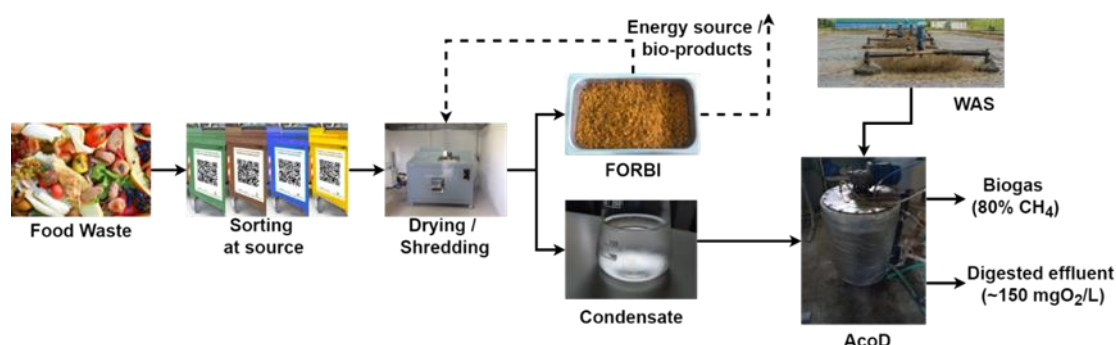 Energy source /
bio-products
WAS
FORBI
Food Waste
Sorting
at source
Drying /
Shredding
Condensate
Biogas
(80% CH₄)
Digested effluent
(~150 mgO₂/L)
AcoD